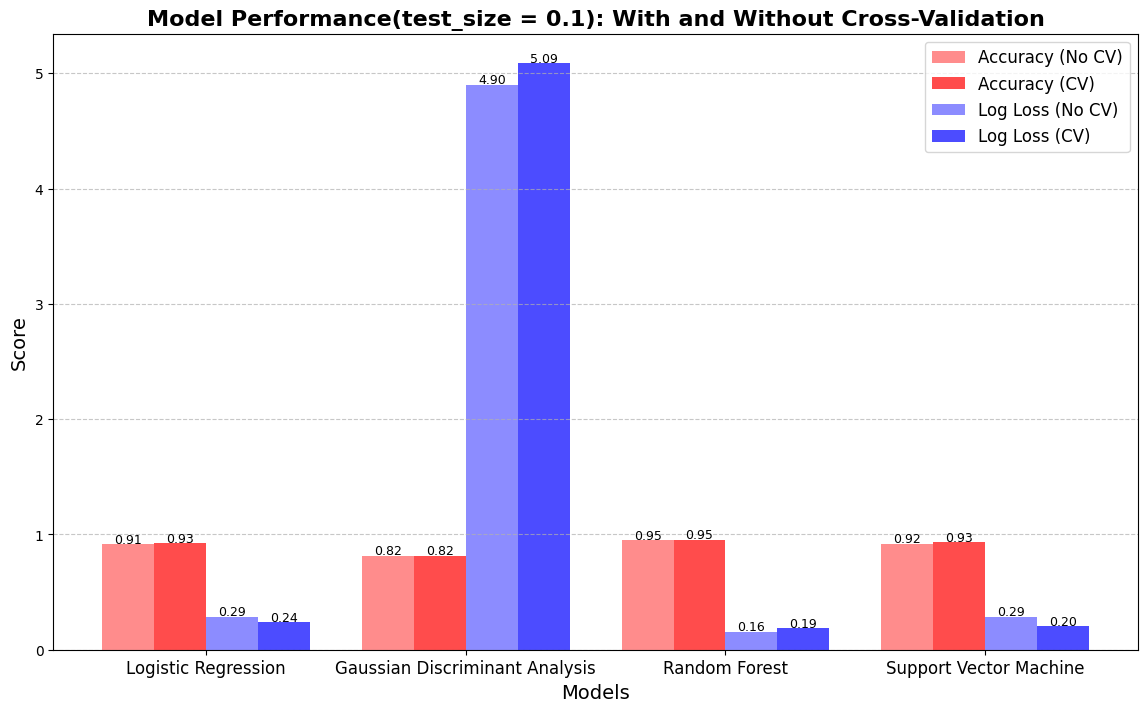 Model Performance(test_size = 0.1): With and Without Cross-Validation
Accuracy (No CV)
Accuracy (CV)
Log Loss (No CV)
Log Loss (CV)
Score
5
4
3
2
1
0
0.91
0.93
0.29
0.24
0.82
0.82
4.90
5.09
0.95
0.95
0.16
0.19
0.92
0.93
0.29
0.20
Logistic Regression
Gaussian Discriminant Analysis
Random Forest
Support Vector Machine
Models